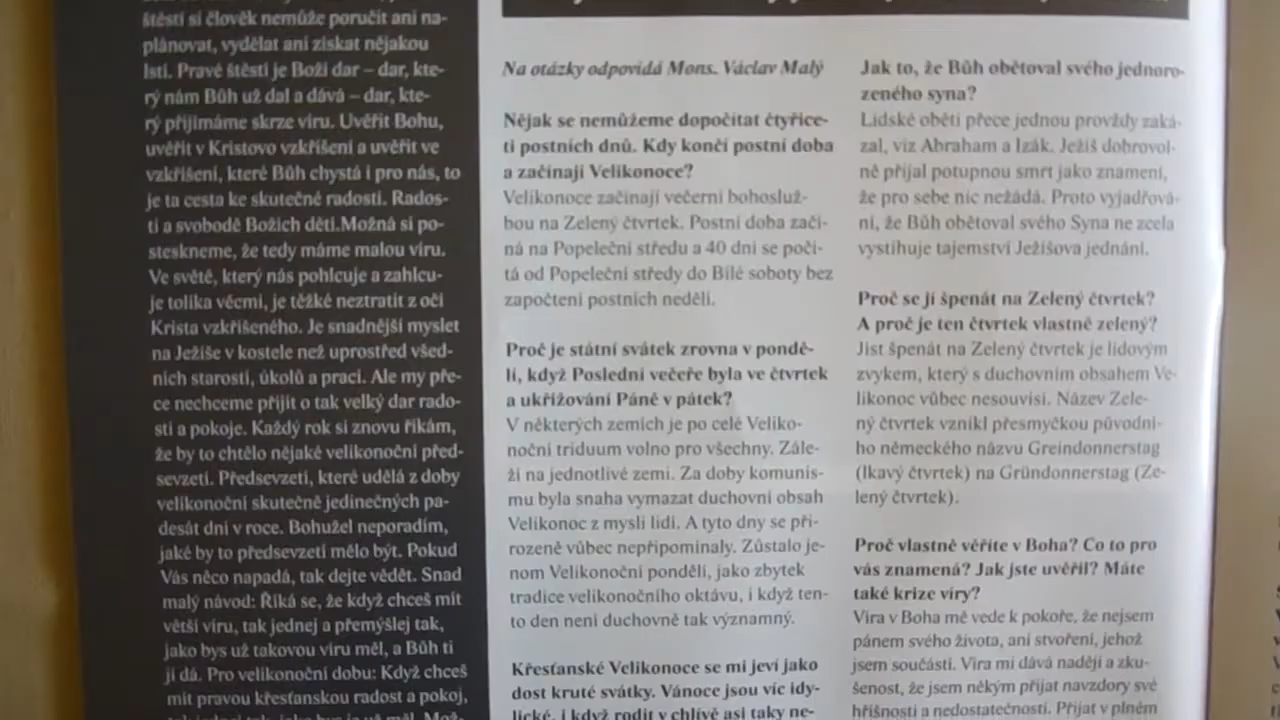 štěstí si člověk nemůže poručit ani na-
plánovat, vydělat ani získat nějakou
lstí. Pravé štěstí je Boží dar – dar, kte-
rý nám Bůh už dal a dává – dar, kte-
rý přijímáme skrze víru. Uvěřit Bohu,
uvěřit v Kristovo vzkříšení a uvěřit ve
vzkříšení, které Bůh chystá i pro nás, to
je ta cesta ke skutečné radosti. Rados-
ti a svobodě Božích dětí.Možná si po-
steskneme, že tedy máme malou víru.
Ve světě, který nás pohlcuje a zahlcu-
je tolika věcmi, je těžké neztratit z očí
Krista vzkříšeného. Je snadnější myslet
na Ježíše v kostele než uprostřed všed-
ních starostí, úkolů a prací. Ale my pře-
ce nechceme přijít o tak velký dar rado-
sti a pokoje. Každý rok si znovu říkám,
že by to chtělo nějaké velikonoční před-
sevzetí. Předsevzetí, které udělá z doby
velikonoční skutečně jedinečných pa-
desát dní v roce. Bohužel neporadím,
jaké by to předsevzetí mělo být. Pokud
Vás něco napadá, tak dejte vědět. Snad
malý návod: Říká se, že když chceš mít
větší víru, tak jednej a přemýšlej tak,
jako bys už takovou víru měl, a Bůh ti
ji dá. Pro velikonoční dobu: Když chceš
mít pravou křesťanskou radost a pokoj,
Na otázky odpovídá Mons. Václav Malý
Nějak se nemůžeme dopočítat čtyřice-
ti postních dnů. Kdy končí postní doba
a začínají Velikonoce?
Velikonoce začínají večerní bohosluž-
bou na Zelený čtvrtek. Postní doba začí-
ná na Popeleční středu a 40 dní se počí-
tá od Popeleční středy do Bílé soboty bez
započtení postních nedělí.
Proč je státní svátek zrovna v pondě-
lí, když Poslední večeře byla ve čtvrtek
a ukřižování Páně v pátek?
V některých zemích je po celé Veliko-
noční triduum volno pro všechny. Zále-
ží na jednotlivé zemi. Za doby komunis-
mu byla snaha vymazat duchovní obsah
Velikonoc z mysli lidí. A tyto dny se při-
rozeně vůbec nepřipomínaly. Zůstalo je-
nom Velikonoční pondělí, jako zbytek
tradice velikonočního oktávu, i když ten-
to den není duchovně tak významný.
Křesťanské Velikonoce se mi jeví jako
dost kruté svátky. Vánoce jsou víc idy-
lické, i když rodit v chlívě asi taky ne-
Jak to, že Bůh obětoval svého jednoro-
zeného syna?
Lidské oběti přece jednou provždy zaká-
zal, viz Abraham a Izák. Ježíš dobrovol-
ně přijal potupnou smrt jako znamení,
že pro sebe nic nežádá. Proto vyjadřová-
ní, že Bůh obětoval svého Syna ne zcela
vystihuje tajemství Ježíšova jednání.
Proč se jí špenát na Zelený čtvrtek?
A proč je ten čtvrtek vlastně zelený?
Jíst špenát na Zelený čtvrtek je lidovým
zvykem, který s duchovním obsahem Ve-
likonoc vůbec nesouvisí. Název Zele-
ný čtvrtek vznikl přesmyčkou původní-
ho německého názvu Greindonnerstag
(lkavý čtvrtek) na Gründonnerstag (Ze-
lený čtvrtek).
Proč vlastně věříte v Boha? Co to pro
vás znamená? Jak jste uvěřil? Máte
také krize víry?
Víra v Boha mě vede k pokoře, že nejsem
pánem svého života, ani stvoření, jehož
jsem součástí. Víra mi dává naději a zku-
šenost, že jsem někým přijat navzdory své
hříšnosti a nedostatečnosti. Přijat v plném